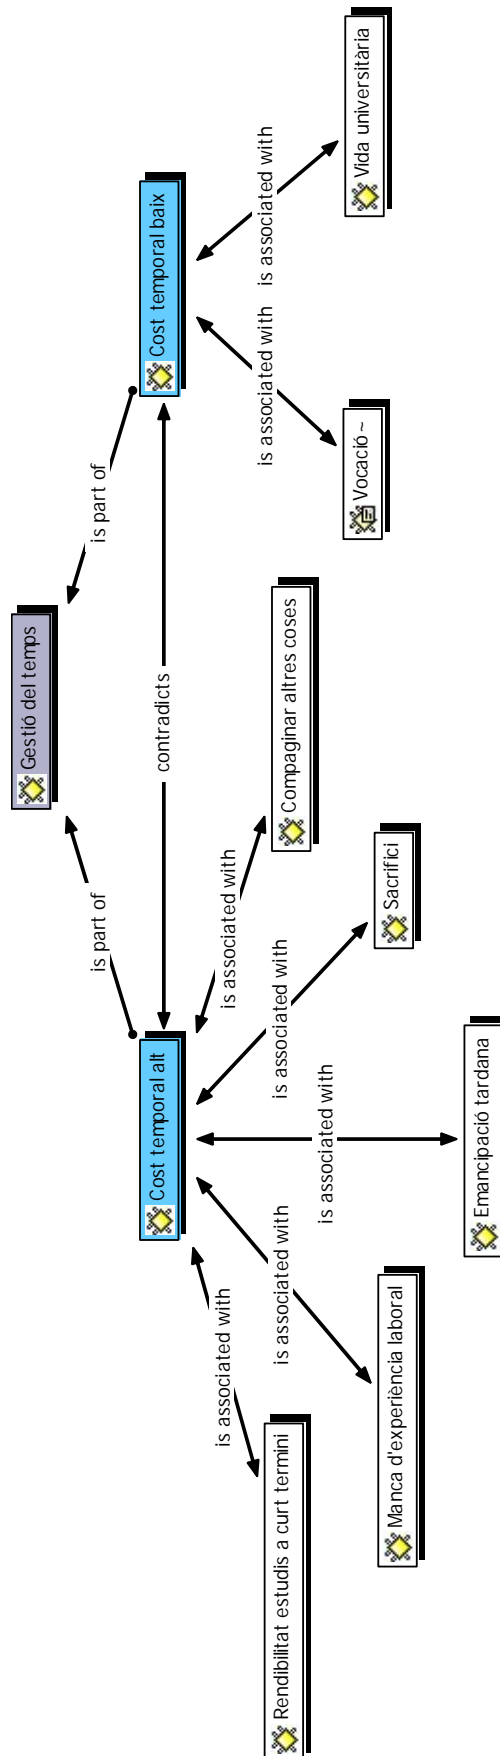 Gestió del temps
is part of
is part of
Cost temporal alt
contradicts
Cost temporal baix
is associated with
is associated with
is associated with
is associated with
is associated with
is associated with
is associated with
Rendibilitat estudis a curt termini
Compaginar altres coses
Vocació ~
Vida universitària
Manca d'experiència laboral
Sacrifici
Emancipació tardana